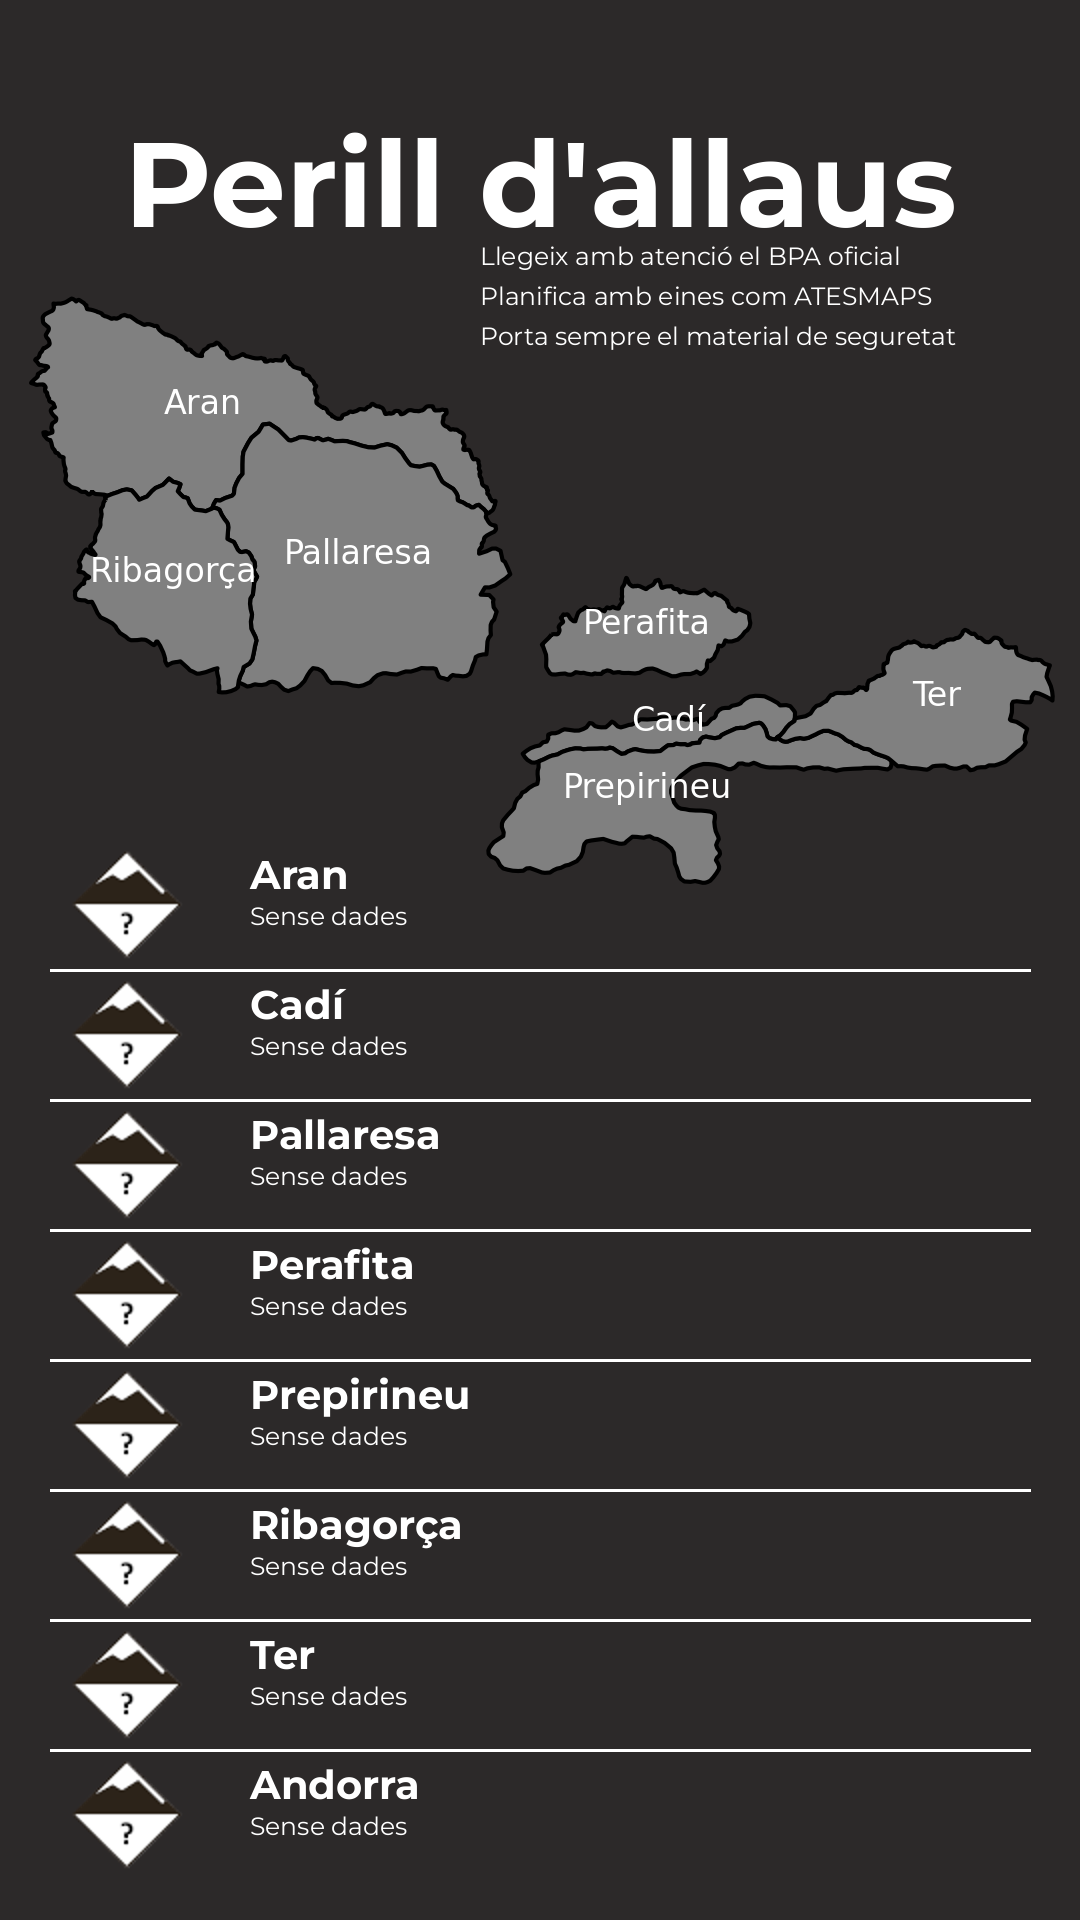 Perill d'allaus
Llegeix amb atenció el BPA oficial
Planifica amb eines com ATESMAPS
Porta sempre el material de seguretat
Aran
Pallaresa
Ribagorça
Perafita
Ter
Cadí
Prepirineu
Aran
Sense dades
?
Cadí
Sense dades
?
Pallaresa
Sense dades
?
Perafita
Sense dades
?
Prepirineu
Sense dades
?
Ribagorça
Sense dades
?
Ter
Sense dades
?
Andorra
Sense dades
?